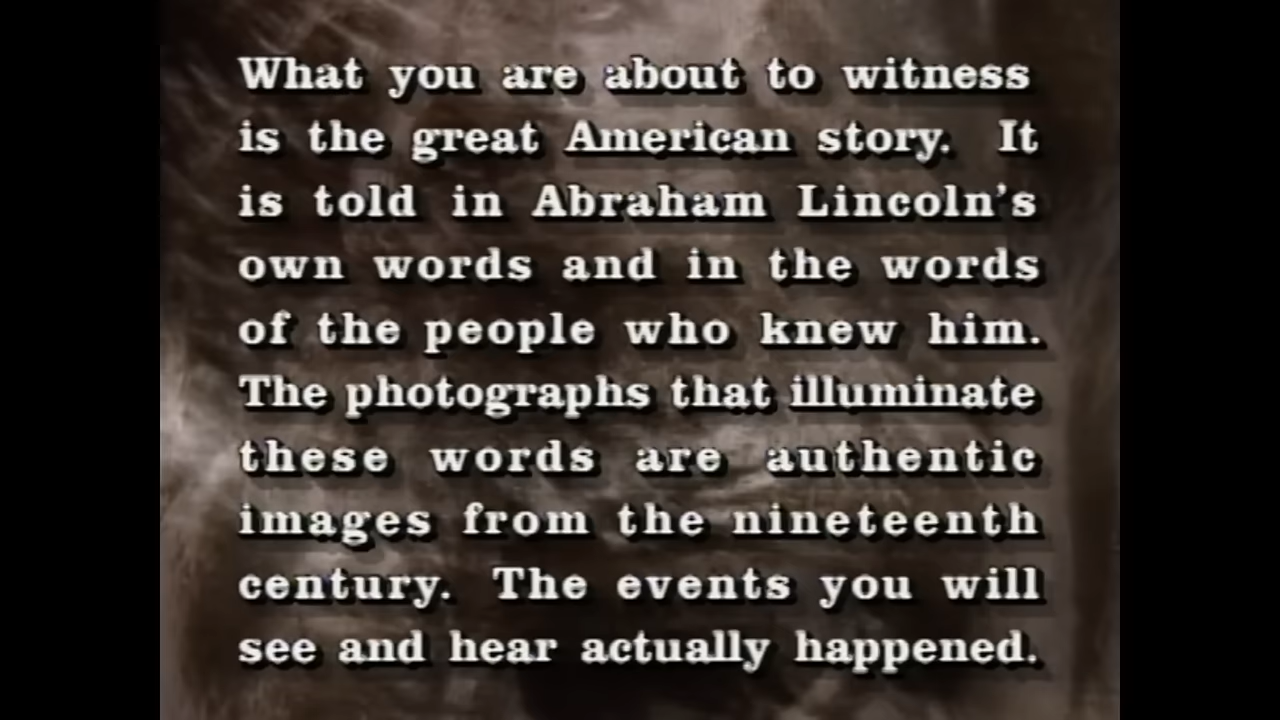 What you are about to witness
is the great American story. It
is told in Abraham Lincoln's
own words and in the words
of the people who knew him.
The photographs that illuminate
these words are authentic
images from the nineteenth
century. The events you will
see and hear actually happened.